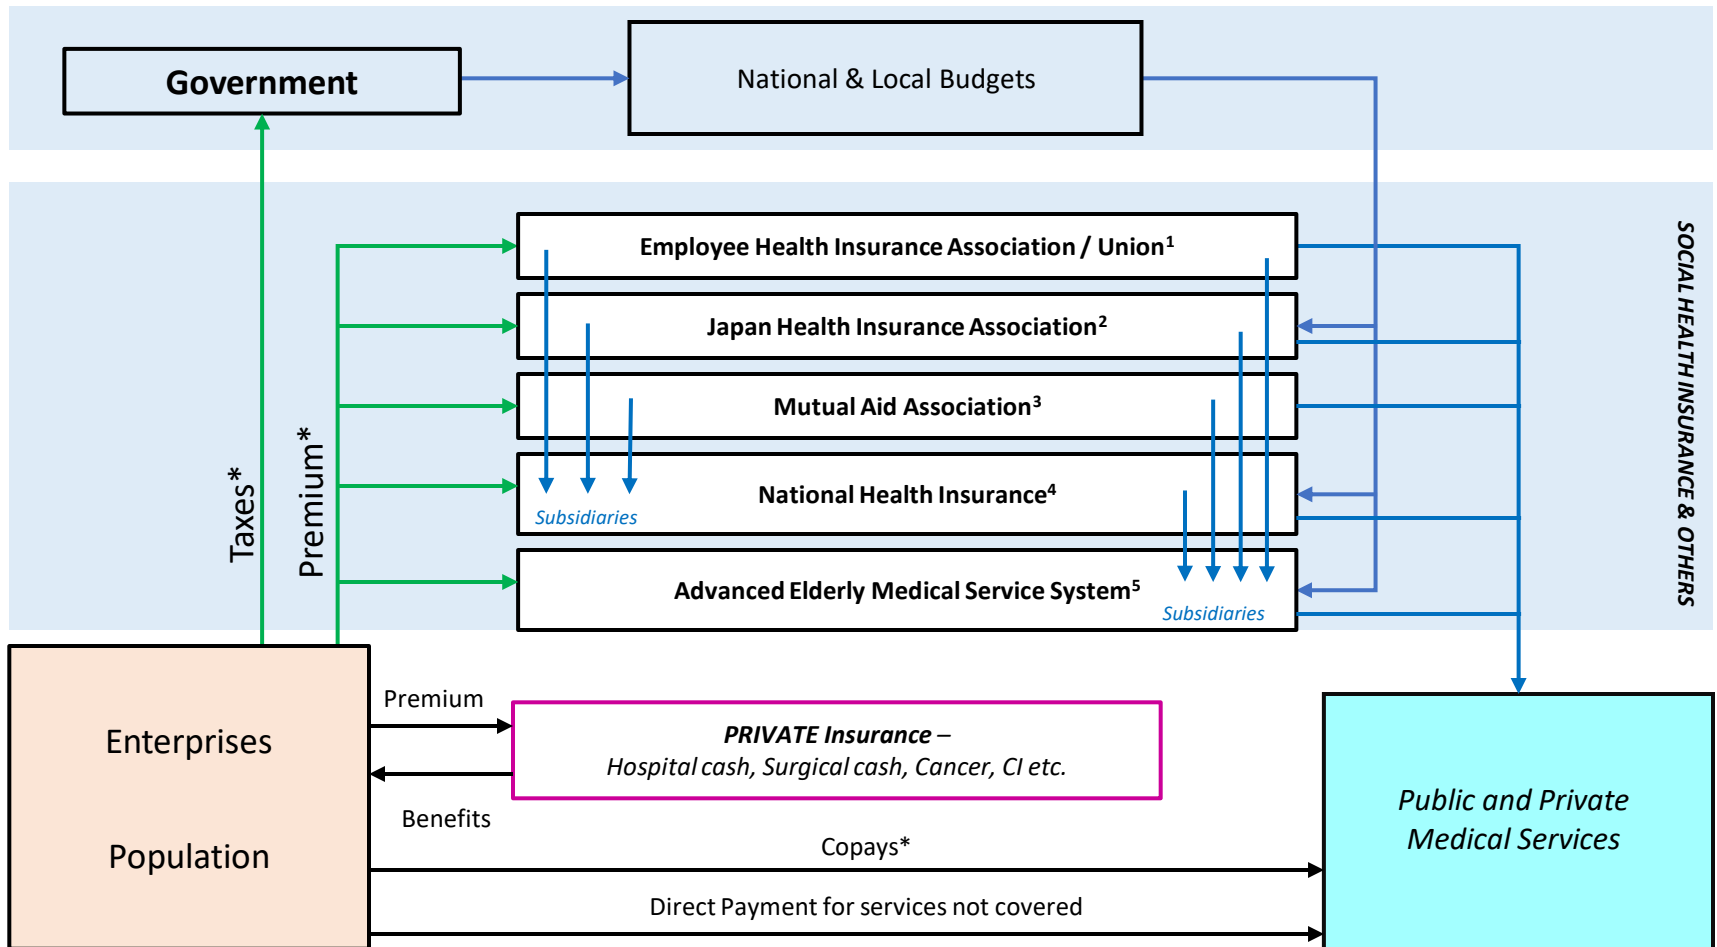 Government
National & Local Budgets
Employee Health Insurance Association / Union¹
Japan Health Insurance Association²
Mutual Aid Association³
National Health Insurance⁴
Subsidiaries
Advanced Elderly Medical Service System⁵
Subsidiaries
SOCIAL HEALTH INSURANCE & OTHERS
Taxes*
Premium*
Enterprises
Population
Premium
Benefits
PRIVATE Insurance –
Hospital cash, Surgical cash, Cancer, CI etc.
Copays*
Direct Payment for services not covered
Public and Private
Medical Services